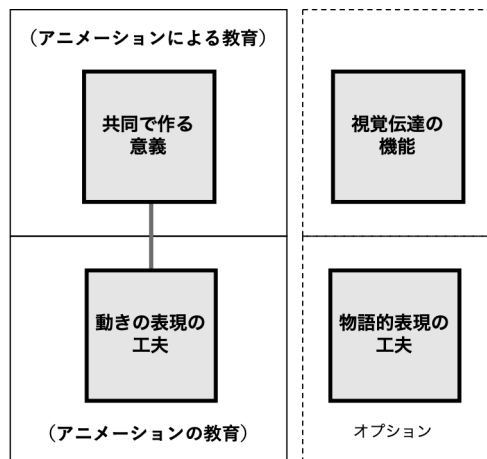 （アニメーションによる教育）
共同で作る
意義
視覚伝達の
機能
動きの表現の
工夫
物語的表現の
工夫
（アニメーションの教育）
オプション